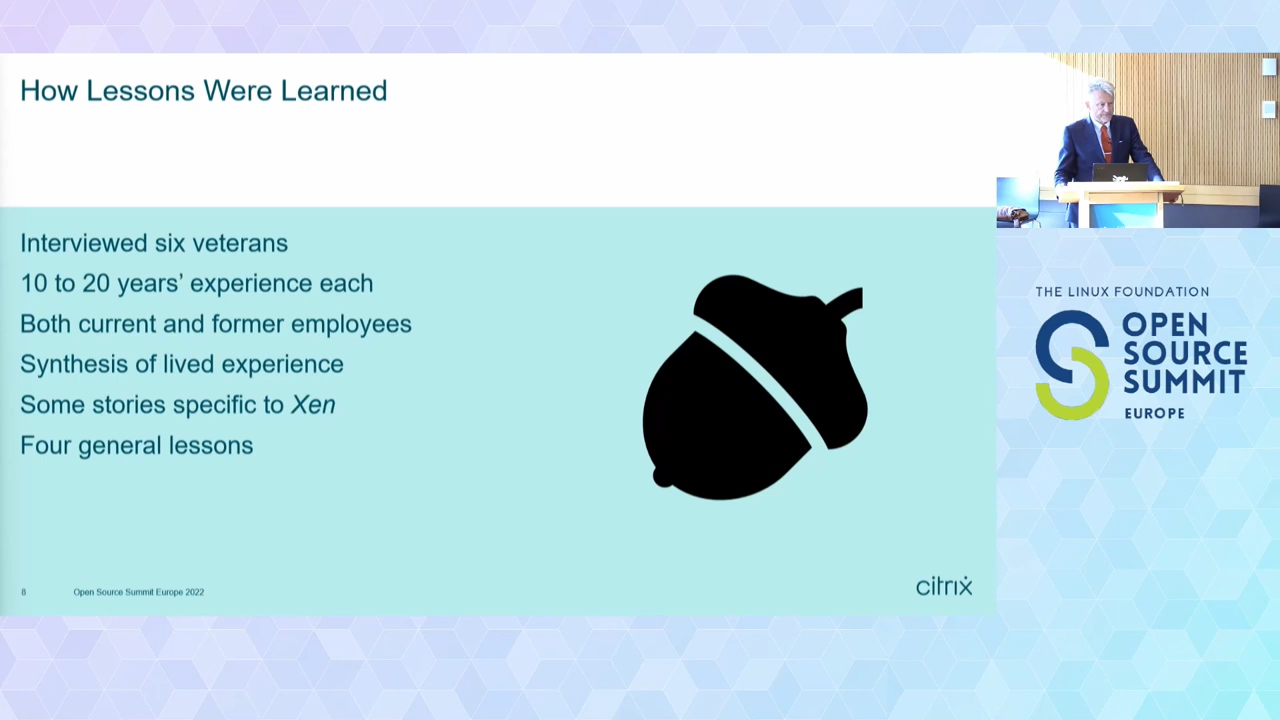 How Lessons Were Learned
Interviewed six veterans
10 to 20 years’ experience each
Both current and former employees
Synthesis of lived experience
Some stories specific to Xen
Four general lessons
8 Open Source Summit Europe 2022
citrix
THE LINUX FOUNDATION
OPEN
SOURCE
SUMMIT
EUROPE